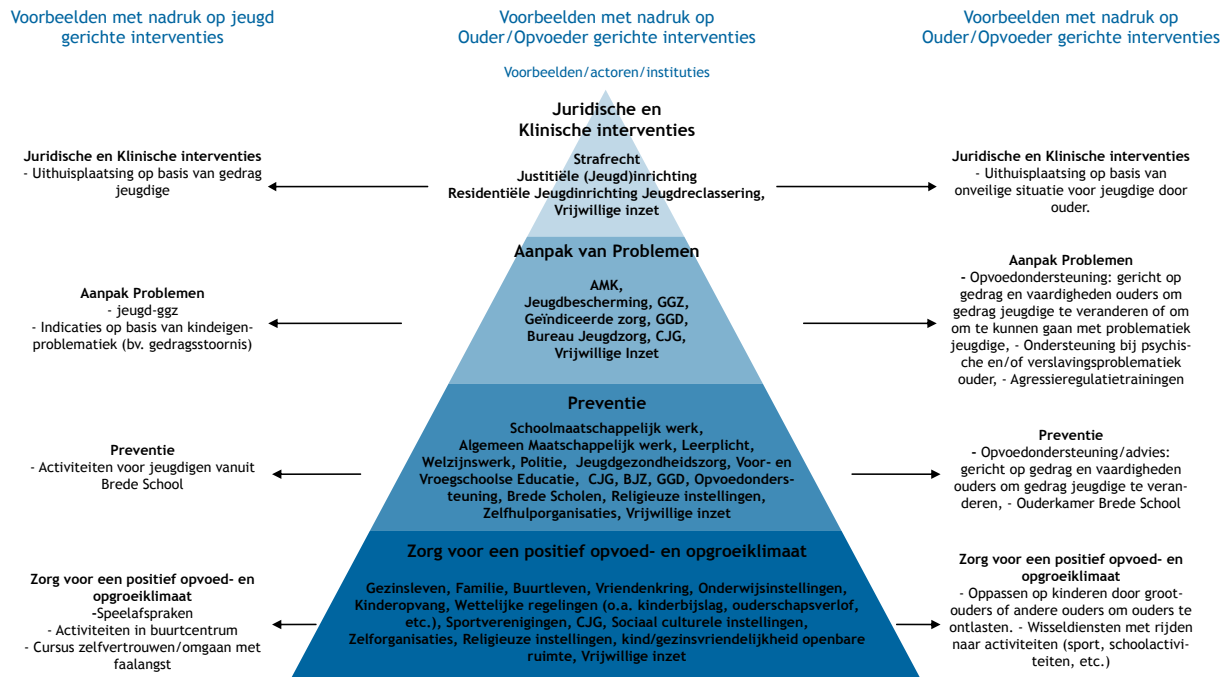 Voorbeelden met nadruk op jeugd
gerichte interventies
Voorbeelden met nadruk op
Ouder/Opvoeder gerichte interventies
Voorbeelden met nadruk op
Ouder/Opvoeder gerichte interventies
Voorbeelden/actoren/instituties
Juridische en
Klinische interventies
Strafrecht
Justitiële (Jeugd)inrichting
Residentiële Jeugdinrichting Jeugdreclassering,
Vrijwillige inzet
Juridische en Klinische interventies
- Uithuisplaatsing op basis van gedrag
jeugdige
Juridische en Klinische interventies
- Uithuisplaatsing op basis van
onveilige situatie voor jeugdige door
ouder.
Aanpak van Problemen
AMK,
Jeugdbescherming, GGZ,
Geïndiceerde zorg, GGD,
Bureau Jeugdzorg, CJG,
Vrijwillige Inzet
Aanpak Problemen
- jeugd-ggz
- Indicaties op basis van kindeigen-
problematiek (bv. gedragsstoornis)
Aanpak Problemen
- Opvoedondersteuning: gericht op
gedrag en vaardigheden ouders om
gedrag jeugdige te veranderen of om
om te kunnen gaan met problematiek
jeugdige, - Ondersteuning bij psychis-
che en/of verslavingsproblematiek
ouder, - Agressieregulatietrainingen
Preventie
Schoolmaatschappelijk werk,
Algemeen Maatschappelijk werk, Leerplicht,
Welzijnswerk, Politie, Jeugdgezondheidszorg, Voor- en
Vroegschoolse Educatie, CJG, BJZ, GGD, Opvoedonders-
teuning, Brede Scholen, Religieuze instellingen,
Zelfhulporganisaties, Vrijwillige inzet
Preventie
- Activiteiten voor jeugdigen vanuit
Brede School
Preventie
- Opvoedondersteuning/advies:
gericht op gedrag en vaardigheden
ouders om gedrag jeugdige te veran-
deren, - Ouderkamer Brede School
Zorg voor een positief opvoed- en opgroeiklimaat
Gezinsleven, Familie, Buurtleven, Vriendenkring, Onderwijsinstellingen,
Kinderopvang, Wettelijke regelingen (o.a. kinderbijslag, ouderschapsverlof,
etc.), Sportverenigingen, CJG, Sociaal culturele instellingen,
Zelforganisaties, Religieuze instellingen, kind/gezinsvriendelijkheid openbare
ruimte, Vrijwillige inzet
Zorg voor een positief opvoed- en
opgroeiklimaat
-Speelafspraken
- Activiteiten in buurtcentrum
- Cursus zelfvertrouwen/omgaan met
faalangst
Zorg voor een positief opvoed- en
opgroeiklimaat
- Oppassen op kinderen door groot-
ouders of andere ouders om ouders te
ontlasten. - Wisseldiensten met rijden
naar activiteiten (sport, schoolactivi-
teiten, etc.)